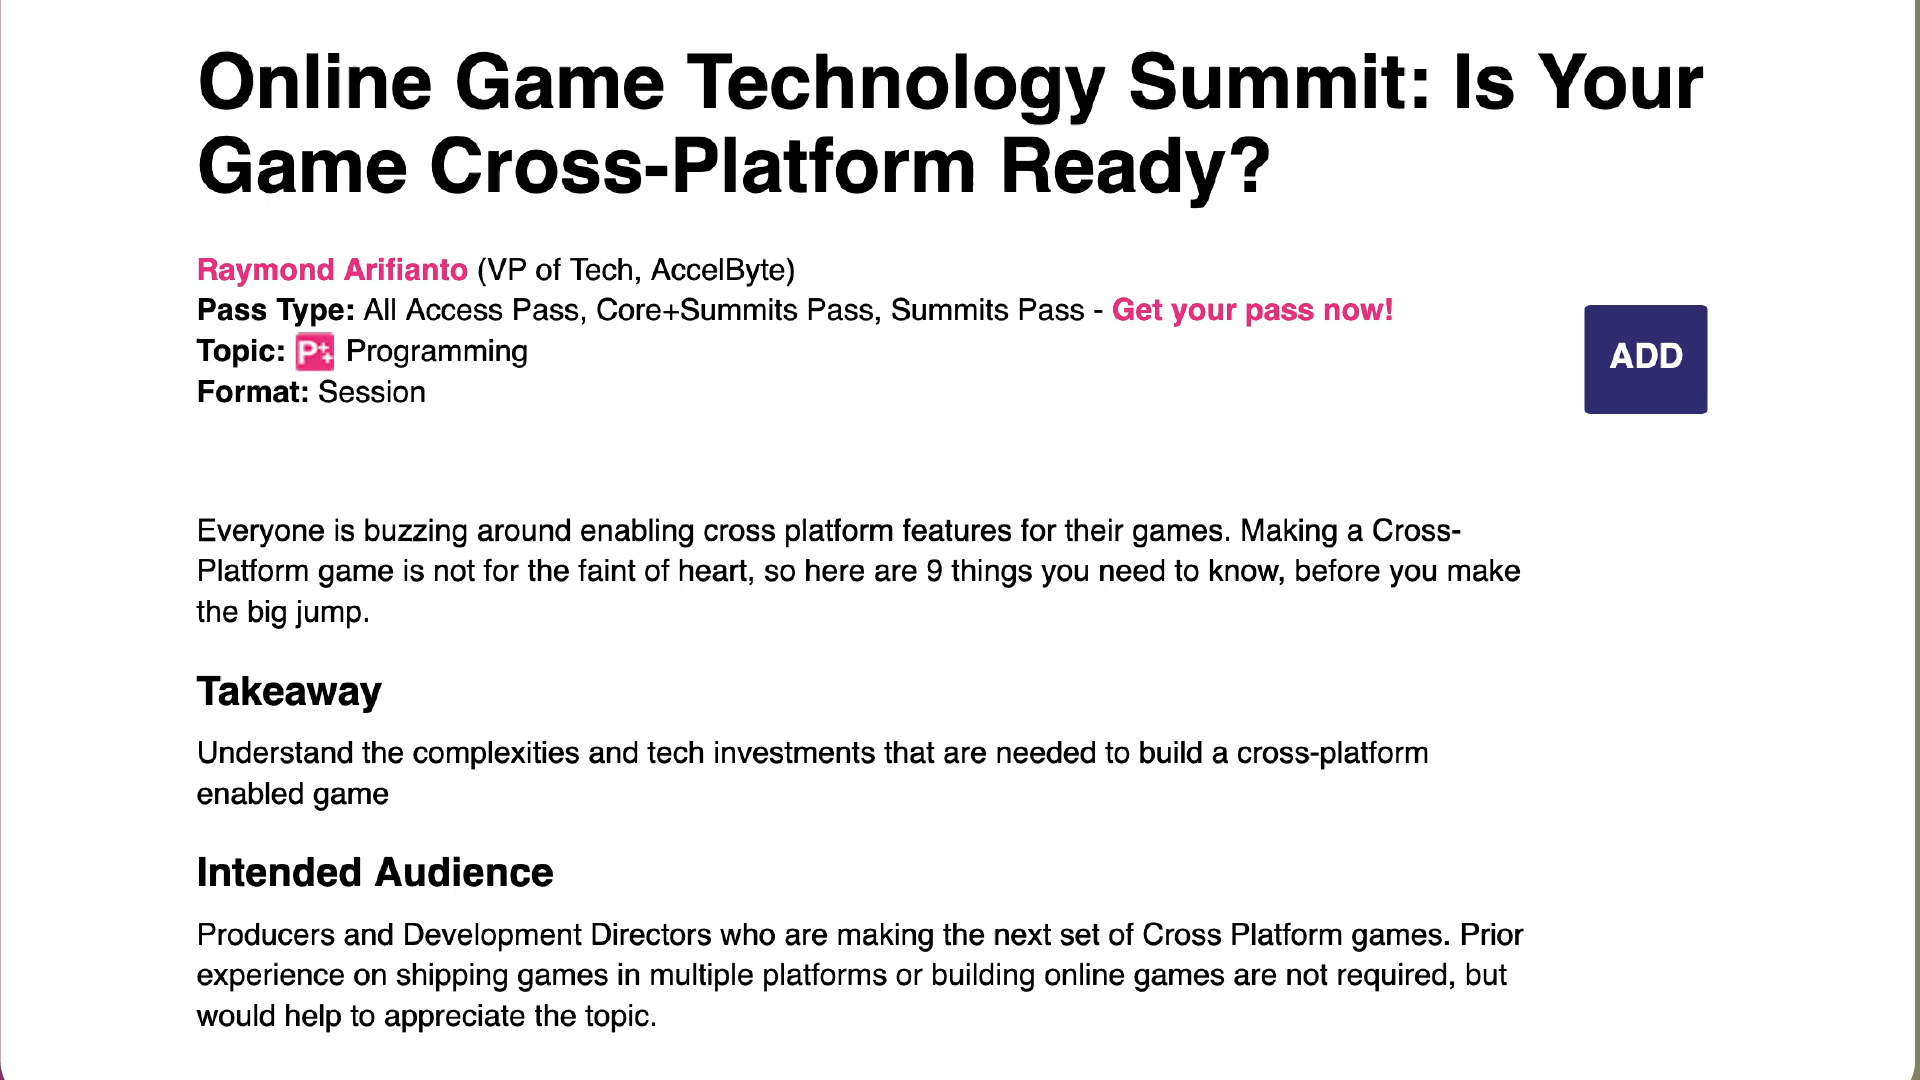 Online Game Technology Summit: Is Your
Game Cross-Platform Ready?
Raymond Arifianto (VP of Tech, AccelByte)
Pass Type: All Access Pass, Core+Summits Pass, Summits Pass - Get your pass now!
Topic: P Programming
Format: Session
ADD
Everyone is buzzing around enabling cross platform features for their games. Making a Cross-
Platform game is not for the faint of heart, so here are 9 things you need to know, before you make
the big jump.
Takeaway
Understand the complexities and tech investments that are needed to build a cross-platform
enabled game
Intended Audience
Producers and Development Directors who are making the next set of Cross Platform games. Prior
experience on shipping games in multiple platforms or building online games are not required, but
would help to appreciate the topic.